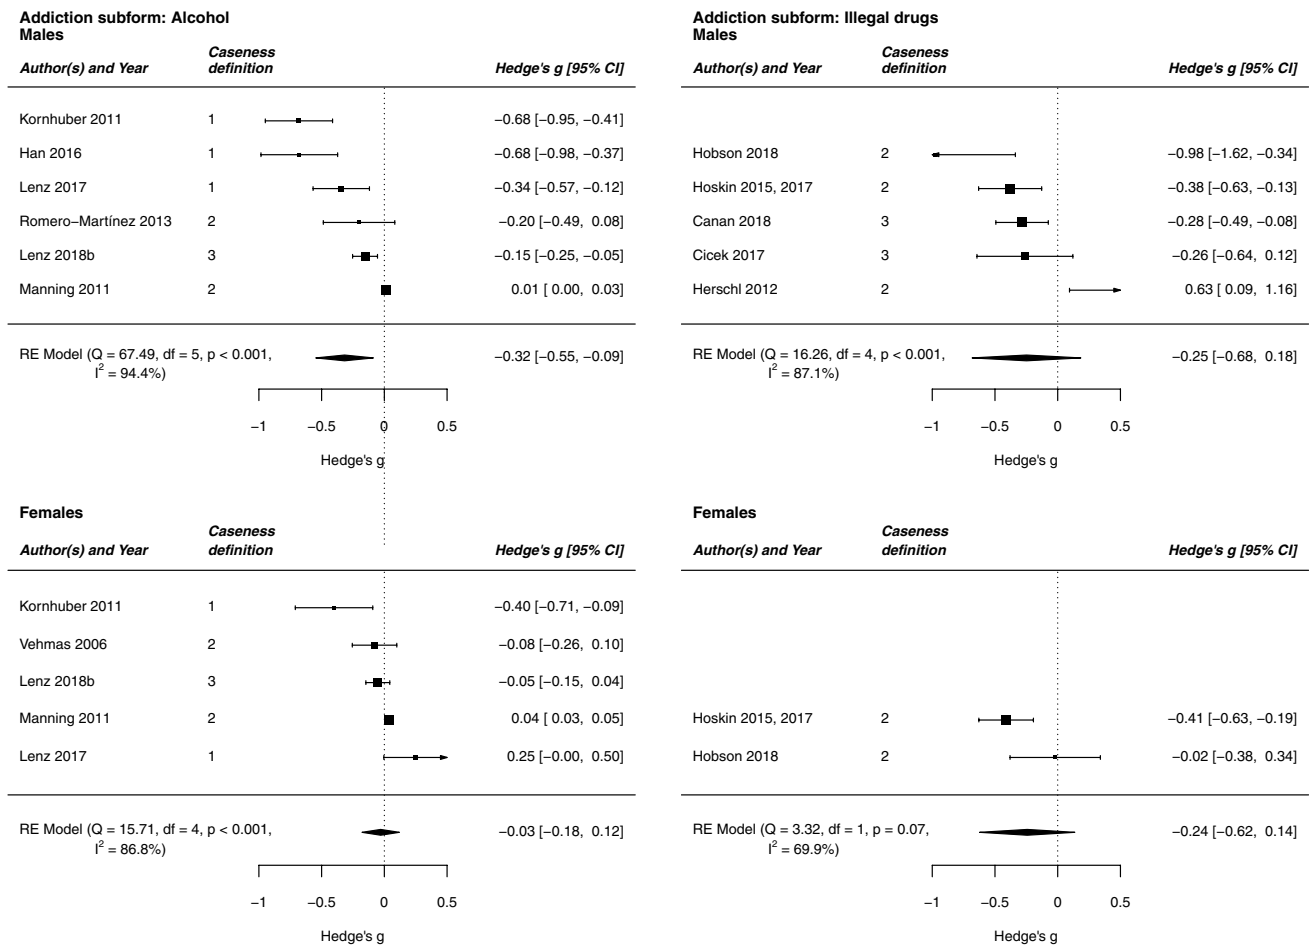 Addiction subform: Alcohol
Males
Author(s) and Year Caseness definition Hedge's g [95% CI]
Kornhuber 2011 1 −0.68 [−0.95, −0.41]
Han 2016 1 −0.68 [−0.98, −0.37]
Lenz 2017 1 −0.34 [−0.57, −0.12]
Romero−Martínez 2013 2 −0.20 [−0.49, 0.08]
Lenz 2018b 3 −0.15 [−0.25, −0.05]
Manning 2011 2 0.01 [ 0.00, 0.03]
RE Model (Q = 67.49, df = 5, p < 0.001, −0.32 [−0.55, −0.09]
I² = 94.4%)
−1 −0.5 0 0.5
Hedge's g
Females
Author(s) and Year Caseness definition Hedge's g [95% CI]
Kornhuber 2011 1 −0.40 [−0.71, −0.09]
Vehmas 2006 2 −0.08 [−0.26, 0.10]
Lenz 2018b 3 −0.05 [−0.15, 0.04]
Manning 2011 2 0.04 [ 0.03, 0.05]
Lenz 2017 1 0.25 [−0.00, 0.50]
RE Model (Q = 15.71, df = 4, p < 0.001, −0.03 [−0.18, 0.12]
I² = 86.8%)
−1 −0.5 0 0.5
Hedge's g
Addiction subform: Illegal drugs
Males
Author(s) and Year Caseness definition Hedge's g [95% CI]
Hobson 2018 2 −0.98 [−1.62, −0.34]
Hoskin 2015, 2017 2 −0.38 [−0.63, −0.13]
Canan 2018 3 −0.28 [−0.49, −0.08]
Cicek 2017 3 −0.26 [−0.64, 0.12]
Herschl 2012 2 0.63 [ 0.09, 1.16]
RE Model (Q = 16.26, df = 4, p < 0.001, −0.25 [−0.68, 0.18]
I² = 87.1%)
−1 −0.5 0 0.5
Hedge's g
Females
Author(s) and Year Caseness definition Hedge's g [95% CI]
Hoskin 2015, 2017 2 −0.41 [−0.63, −0.19]
Hobson 2018 2 −0.02 [−0.38, 0.34]
RE Model (Q = 3.32, df = 1, p = 0.07, −0.24 [−0.62, 0.14]
I² = 69.9%)
−1 −0.5 0 0.5
Hedge's g